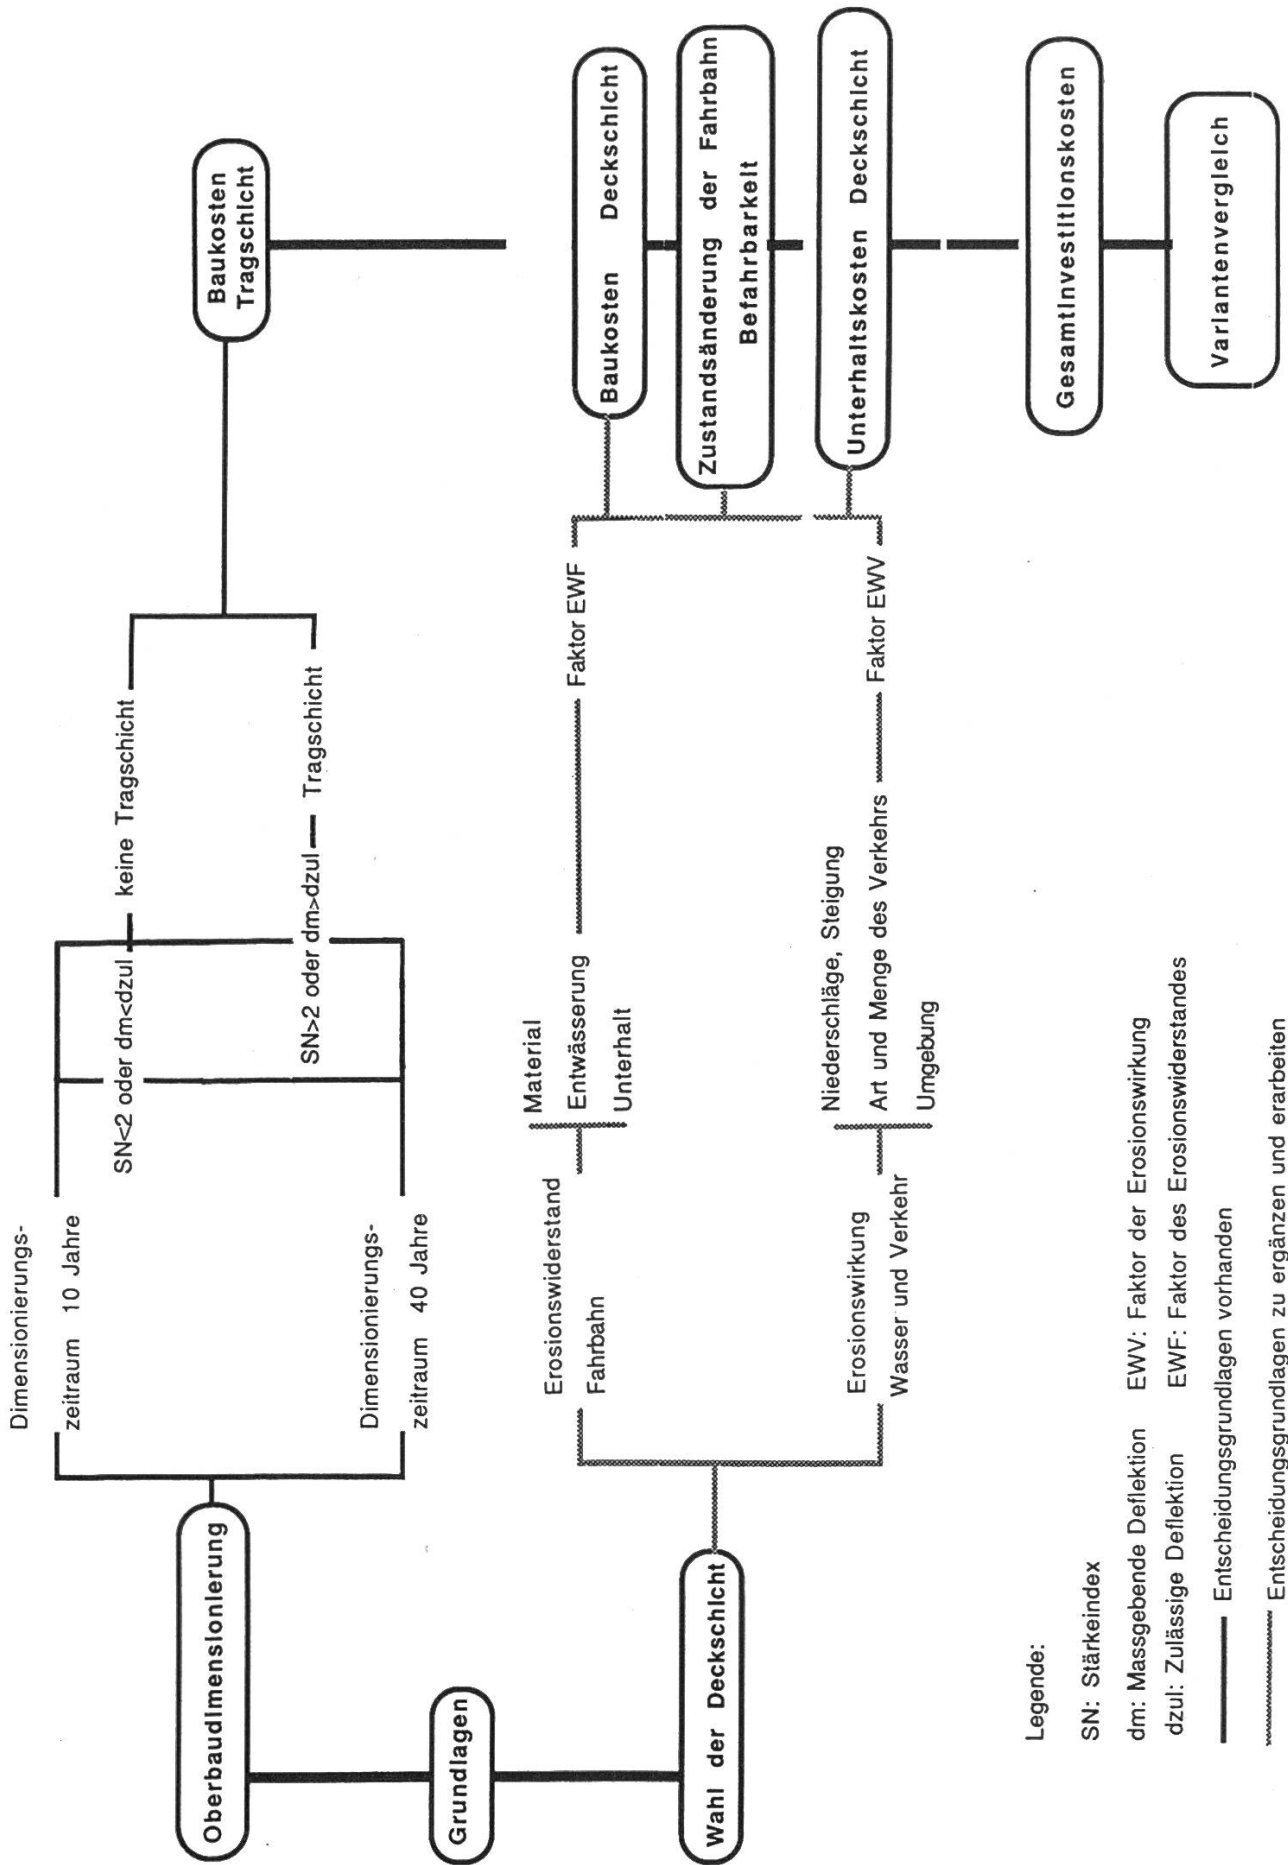 Oberbaudimensionierung
Grundlagen
Wahl der Deckschicht
Dimensionierungs-
zeitraum 10 Jahre
Dimensionierungs-
zeitraum 40 Jahre
SN<2 oder dm<dzul
keine Tragschicht
SN>2 oder dm>dzul
Tragschicht
Baukosten
Tragschicht
Erosionswiderstand
Fahrbahn
Material
Entwässerung
Unterhalt
Faktor EWF
Erosionswirkung
Wasser und Verkehr
Niederschläge, Steigung
Art und Menge des Verkehrs
Umgebung
Faktor EWV
Baukosten Deckschicht
Zustandsänderung der Fahrbahn
Befahrbarkeit
Unterhaltskosten Deckschicht
Gesamtinvestitionskosten
Variantenvergleich
Legende:
SN: Stärkeindex
dm: Massgebende Deflektion EWV: Faktor der Erosionswirkung
dzul: Zulässige Deflektion EWF: Faktor des Erosionswiderstandes
Entscheidungsgrundlagen vorhanden
Entscheidungsgrundlagen zu ergänzen und erarbeiten